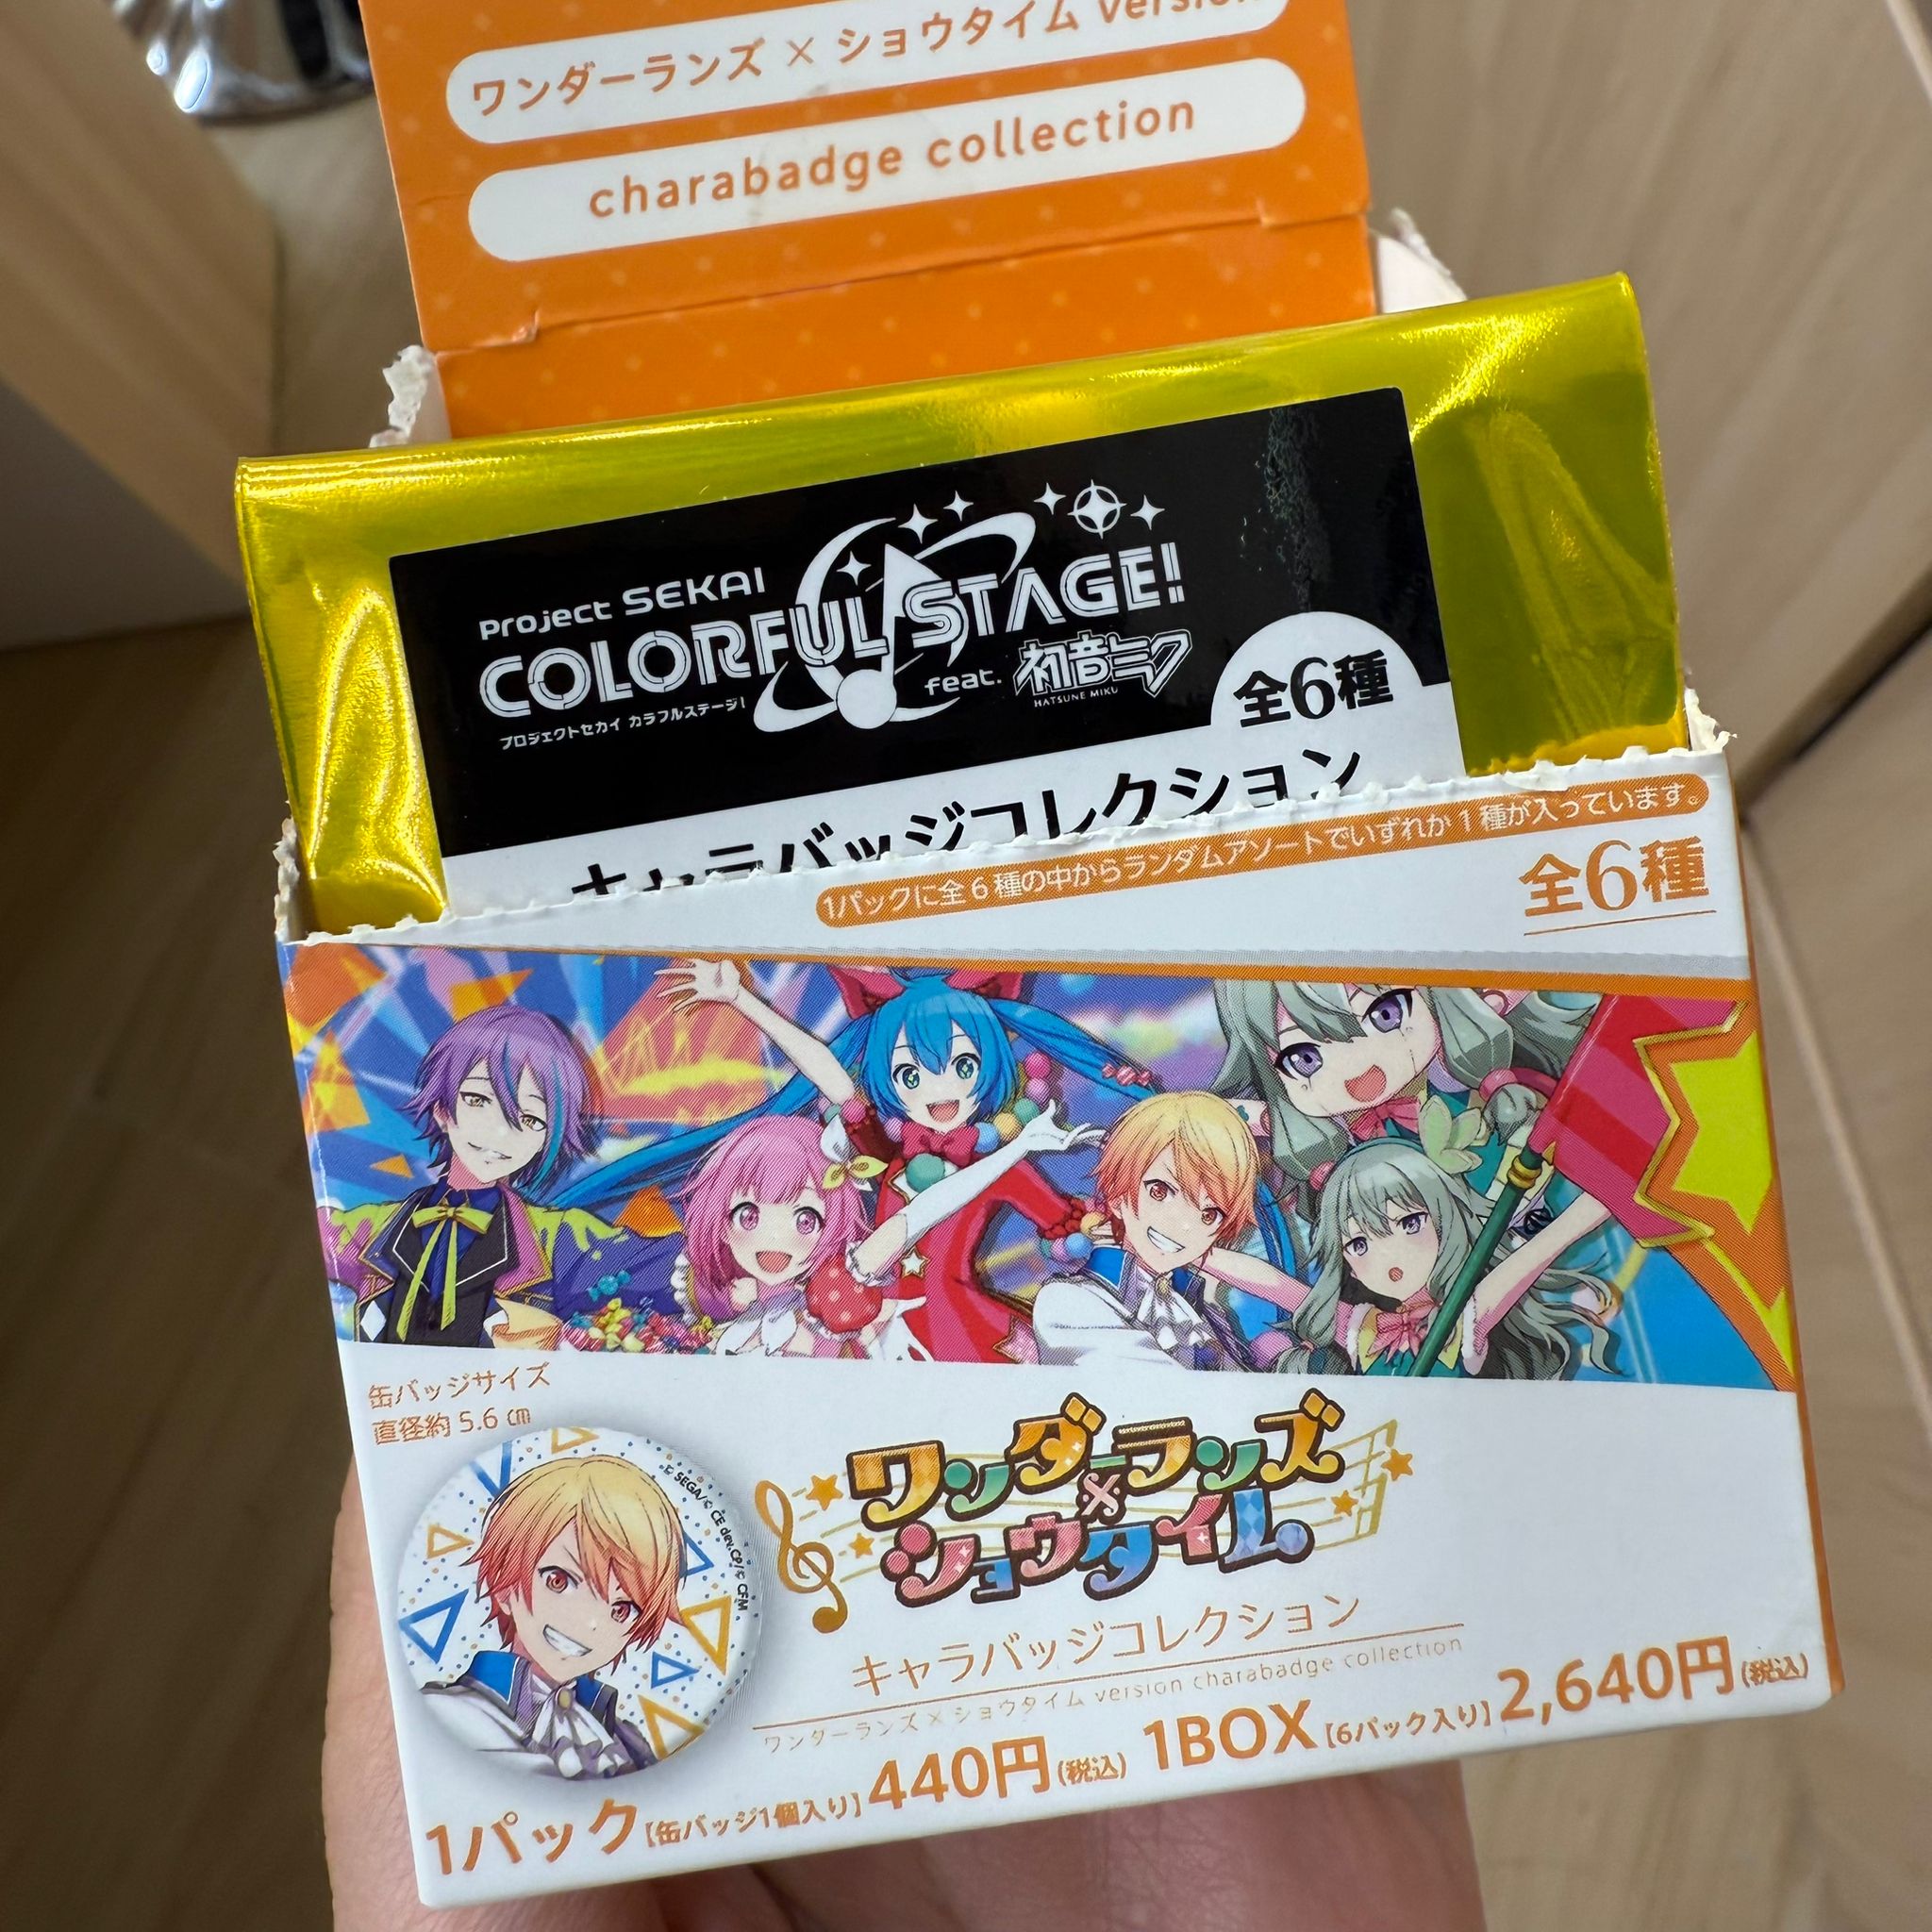 ワンダーランズ × ショウタイム version
charabadge collection
Project SEKAI
COLORFUL STAGE!
feat. 初音ミク
HATSUNE MIKU
プロジェクトセカイ カラフルステージ!
全6種
キャラバッジコレクション
1パックに全6種の中からランダムアソートでいずれか1種が入っています。
全6種
缶バッジサイズ
直径約 5.6 ㎝
© SEGA/© CE dev.CP/© CFM
ワンダーランズ
×
ショウタイム
キャラバッジコレクション
ワンダーランズ×ショウタイム version charabadge collection
1パック【缶バッジ1個入り】440円(税込) 1BOX【6パック入り】2,640円(税込)